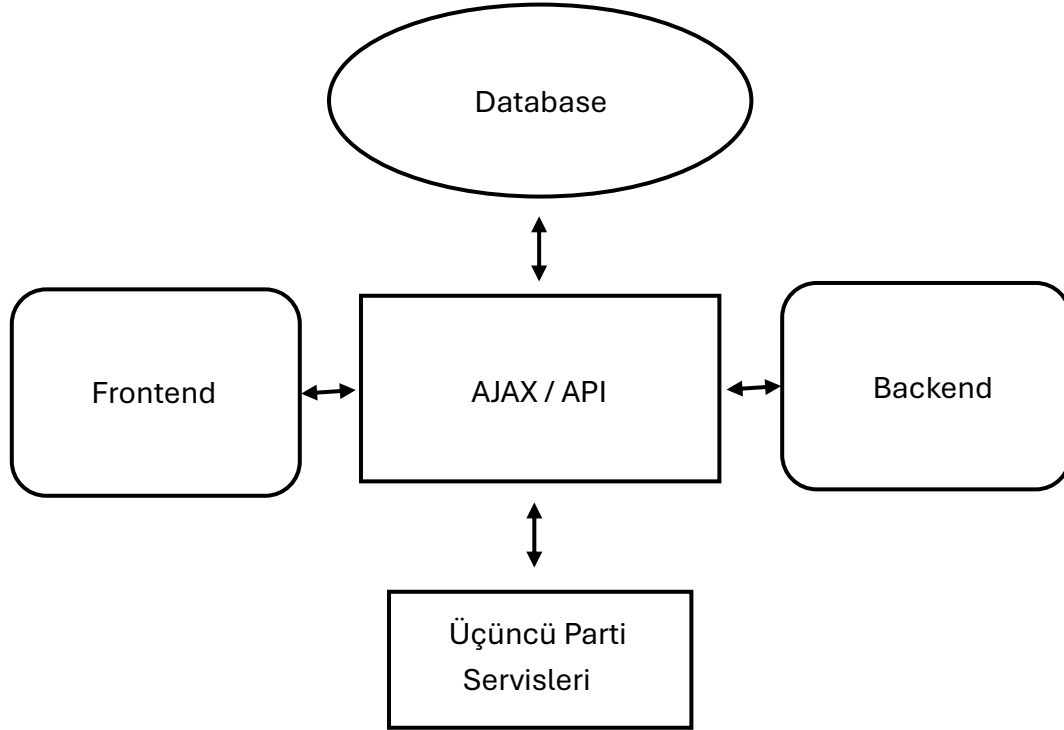 Database
Frontend
AJAX / API
Backend
Üçüncü Parti
Servisleri